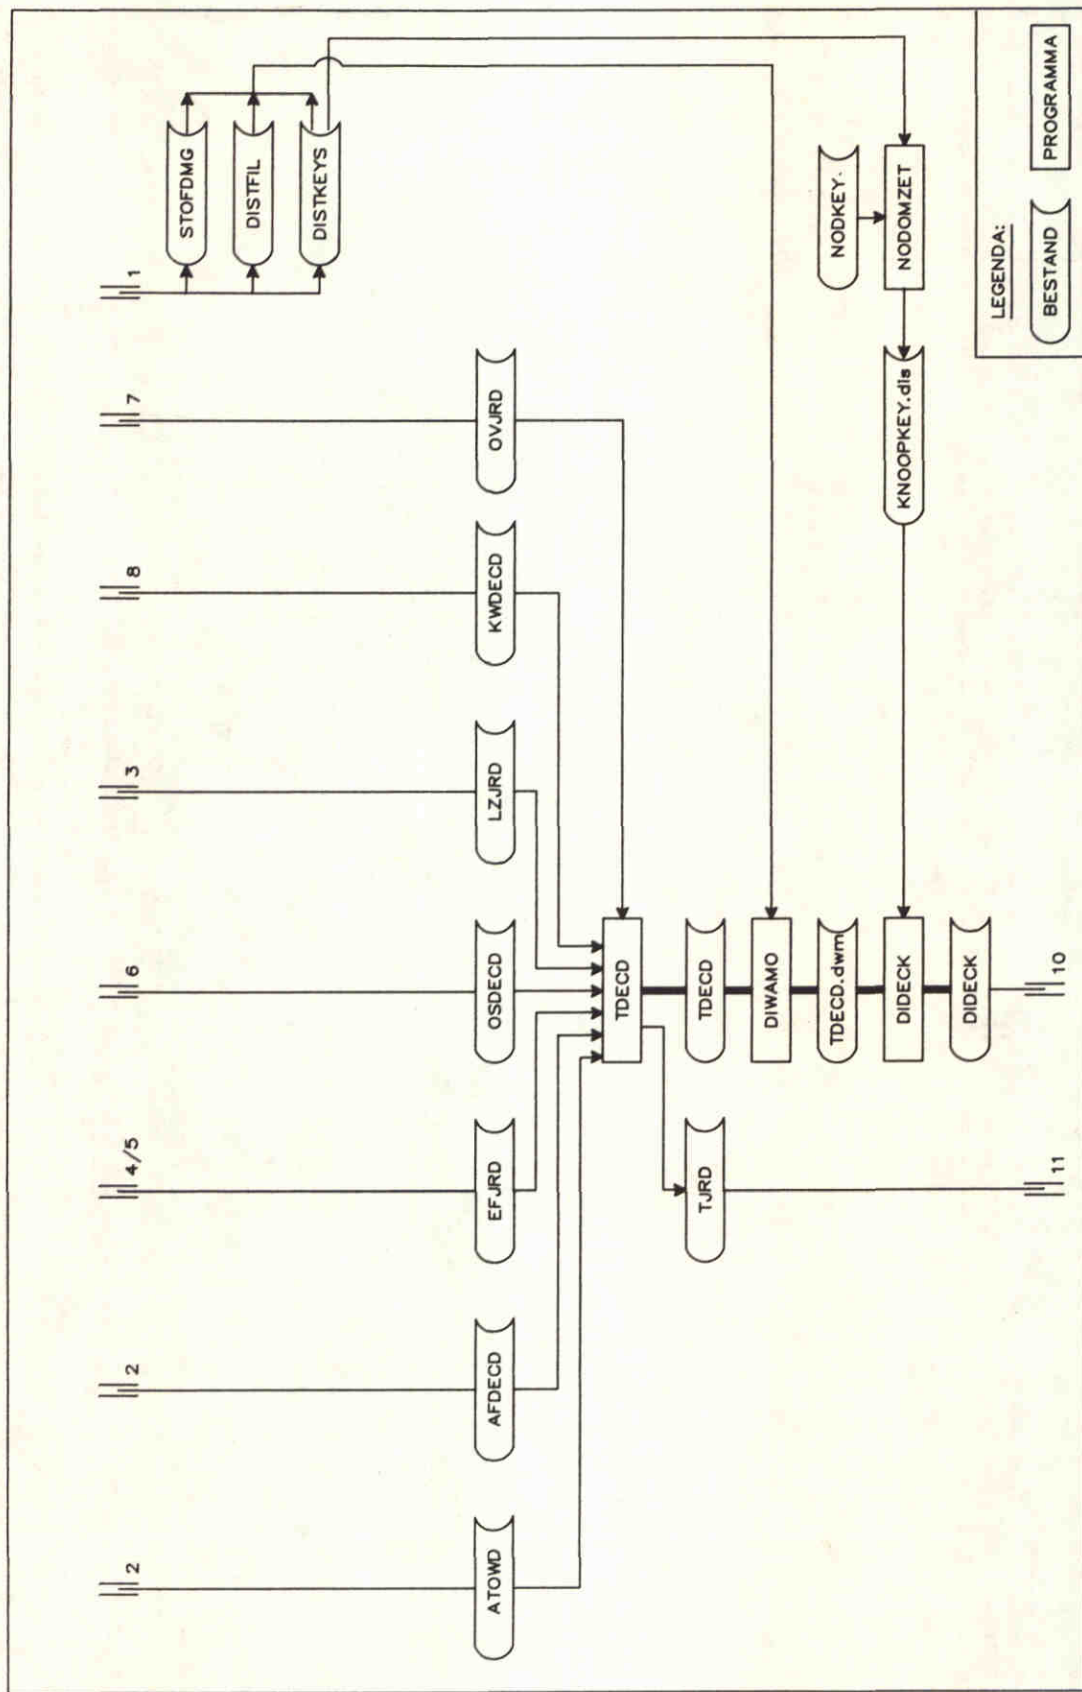 2
2
4/5
6
3
8
7
1
STOFDMG
DISTFIL
DISTKEYS
ATOWD
AFDECD
EFJRD
OSDECD
LZJRD
KWDECD
OVJRD
TDECD
TJRD
TDECD
DIWAMO
NODKEY.
TDECD.dwm
DIDECK
KNOOPKEY.dis
NODOMZET
DIDECK
11
10
LEGENDA:
BESTAND
PROGRAMMA